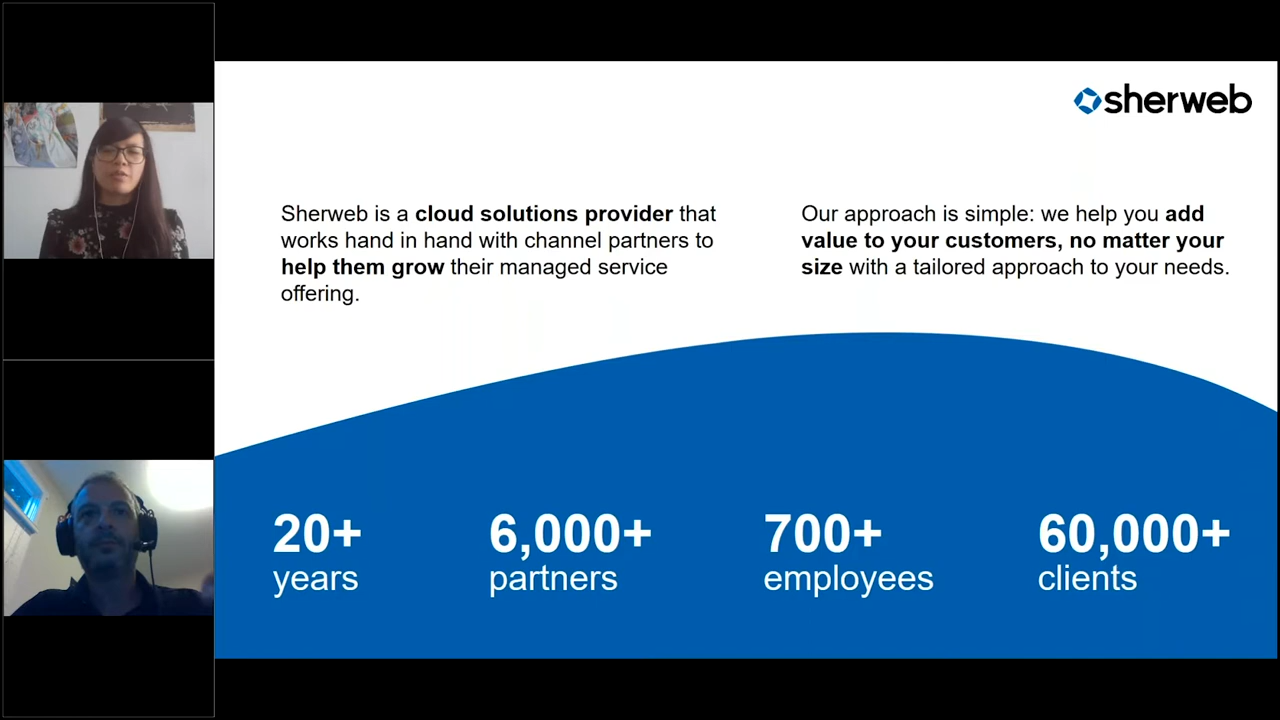 sherweb
Sherweb is a cloud solutions provider that
works hand in hand with channel partners to
help them grow their managed service
offering.
Our approach is simple: we help you add
value to your customers, no matter your
size with a tailored approach to your needs.
20+
years
6,000+
partners
700+
employees
60,000+
clients